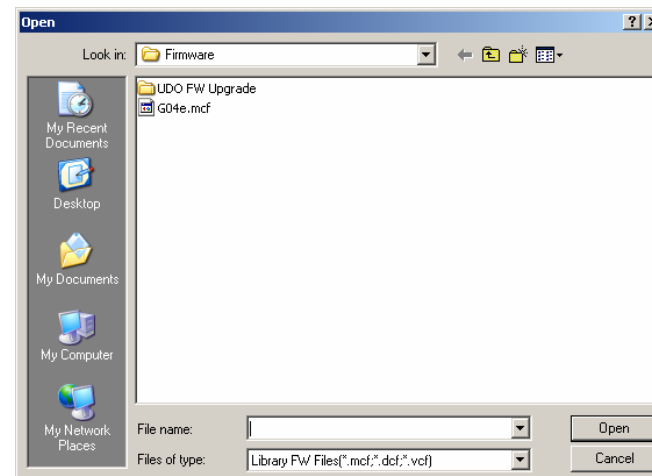 Open
Look in:
Firmware
My Recent
Documents
Desktop
My Documents
My Computer
My Network
Places
UDO FW Upgrade
G04e.mcf
File name:
Open
Files of type:
Library FW Files(*.mcf;*.dcf;*.vcf)
Cancel